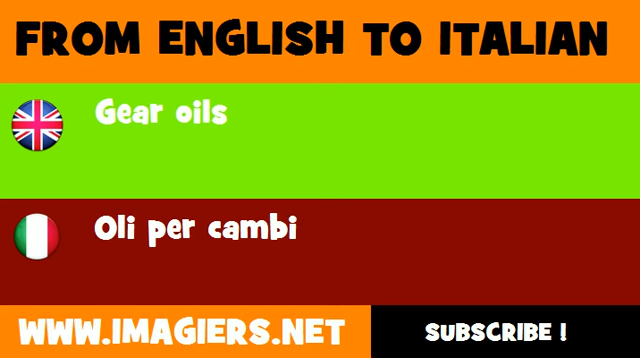 FROM ENGLISH TO ITALIAN
Gear oils
Oli per cambi
WWW.IMAGIERS.NET
SUBSCRIBE !